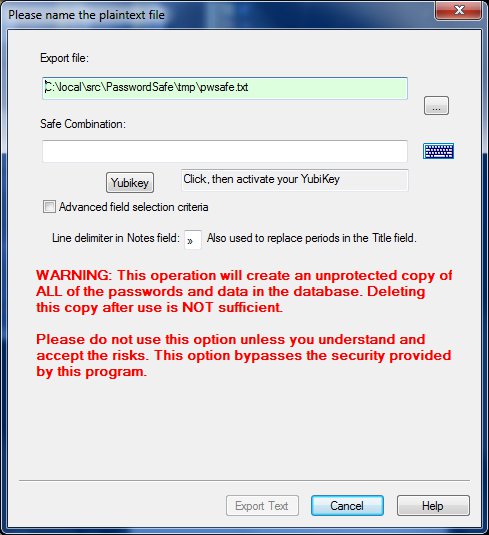 Please name the plaintext file
Export file:
C:\local\src\PasswordSafe\tmp\pwsafe.txt
...
Safe Combination:
Yubikey
Click, then activate your YubiKey
Advanced field selection criteria
Line delimiter in Notes field: » Also used to replace periods in the Title field.
WARNING: This operation will create an unprotected copy of
ALL of the passwords and data in the database. Deleting
this copy after use is NOT sufficient.
Please do not use this option unless you understand and
accept the risks. This option bypasses the security provided
by this program.
Export Text
Cancel
Help